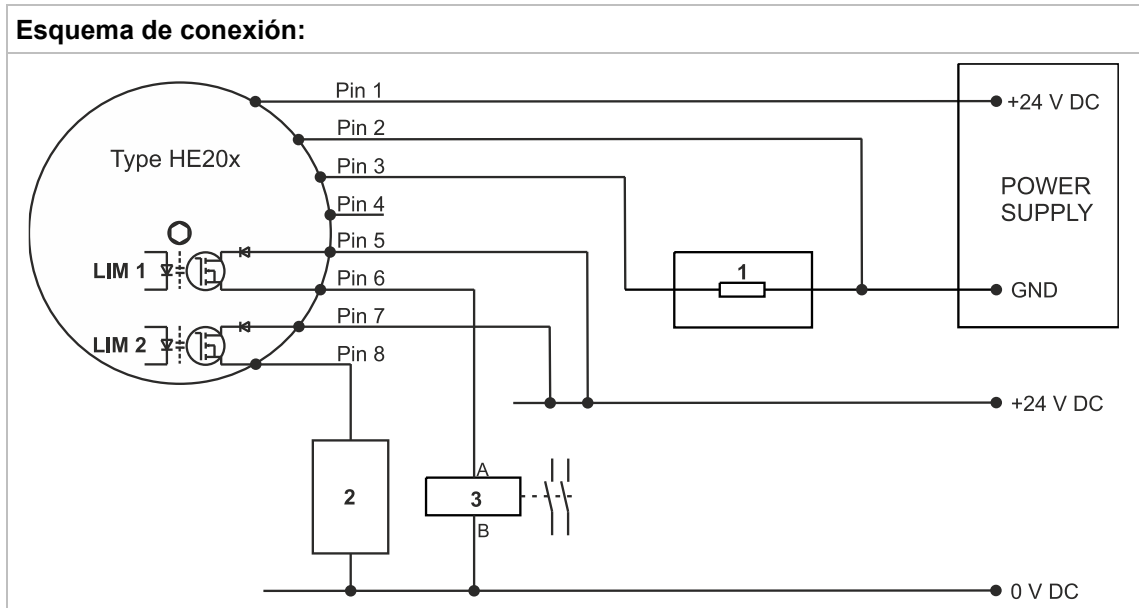 Esquema de conexión:
Pin 1
+24 V DC
Pin 2
Type HE20x
Pin 3
POWER
SUPPLY
Pin 4
Pin 5
LIM 1
1
Pin 6
GND
Pin 7
LIM 2
Pin 8
+24 V DC
A
2
3
B
0 V DC